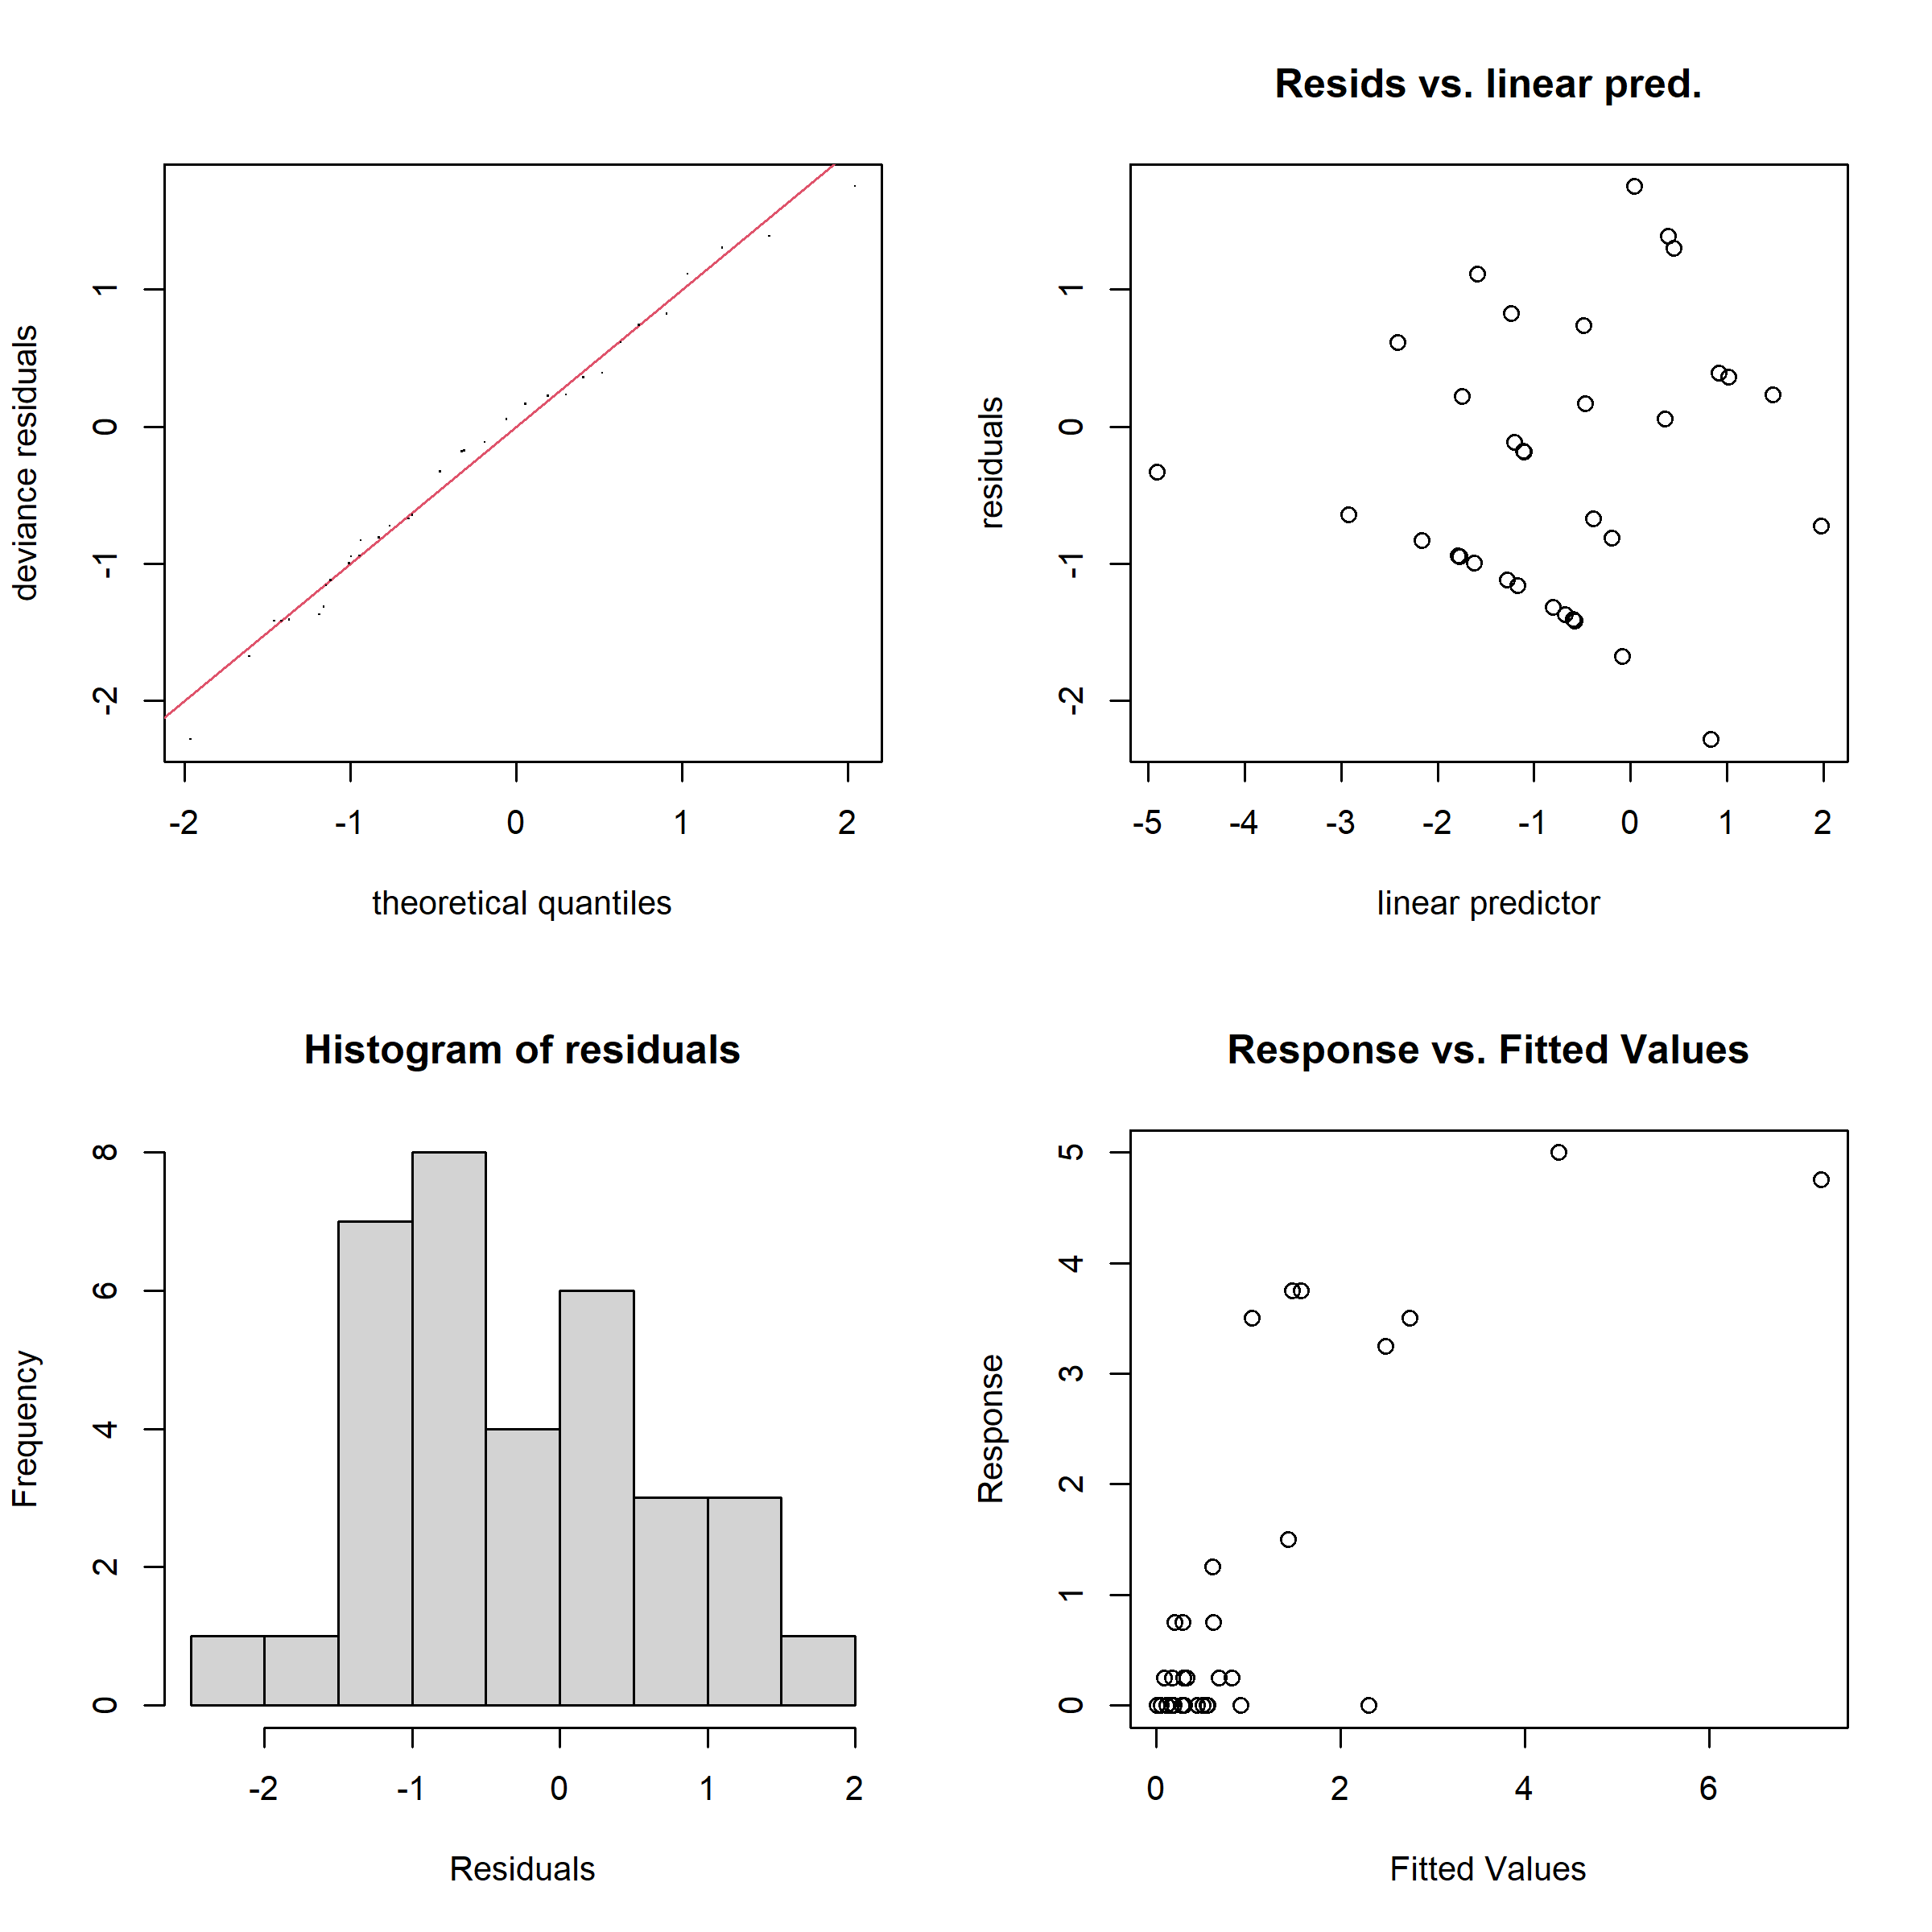 deviance residuals
1
0
-1
-2
-2 -1 0 1 2
theoretical quantiles
Resids vs. linear pred.
residuals
1
0
-1
-2
-5 -4 -3 -2 -1 0 1 2
linear predictor
Histogram of residuals
Frequency
8
6
4
2
0
-2 -1 0 1 2
Residuals
Response vs. Fitted Values
Response
5
4
3
2
1
0
0 2 4 6
Fitted Values